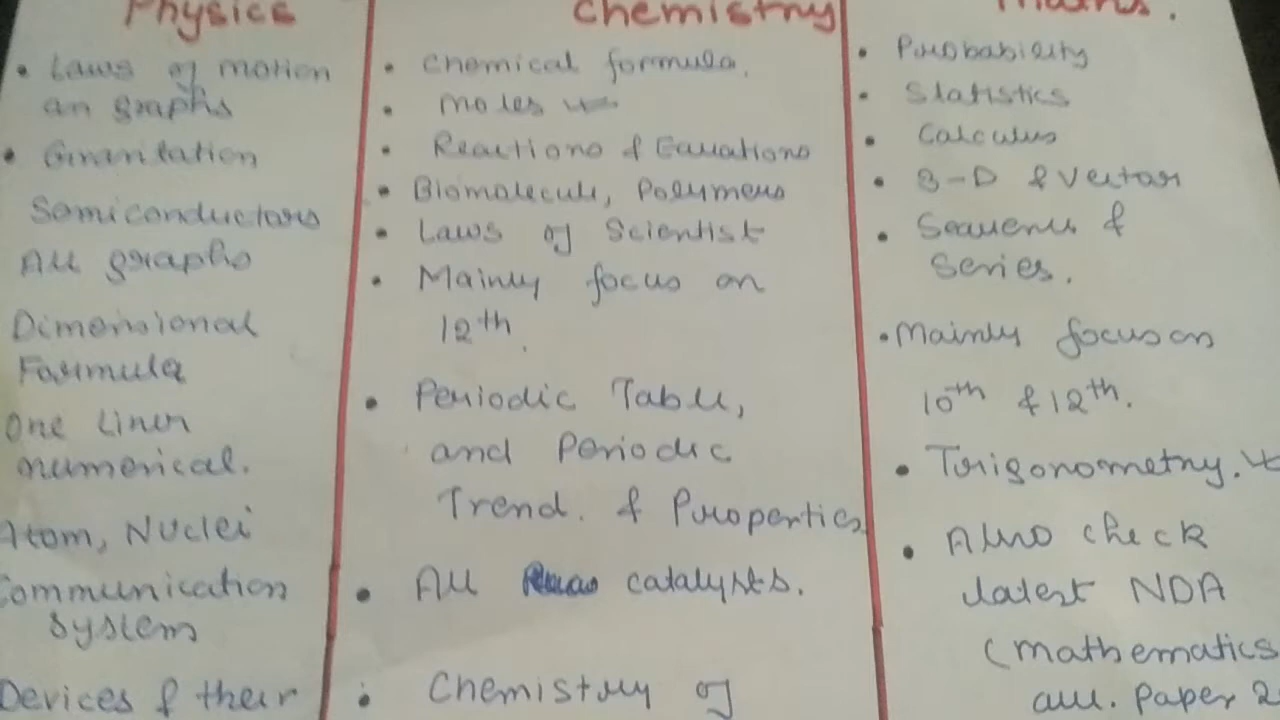 Physics
• Laws of motion
an graphs
• Gravitation
Semiconductors
All graphs
Dimensional
Formula
One Liner
numerical.
Atom, Nuclei
Communication
system
Devices & their
Chemistry
• Chemical formula.
• moles
• Reactions & Equations
• Biomolecule, Polymers
• Laws of Scientist
• Mainly focus on
12th.
• Periodic Table,
and Periodic
Trend. & Properties
• All catalysts.
• Chemistry of
Maths.
• Probability
• Statistics
• Calculus
• 3-D & Vector
• Sequence &
Series.
• Mainly focus on
10th & 12th.
• Trigonometry.
• Also check
latest NDA
(mathematics
all. Paper 2